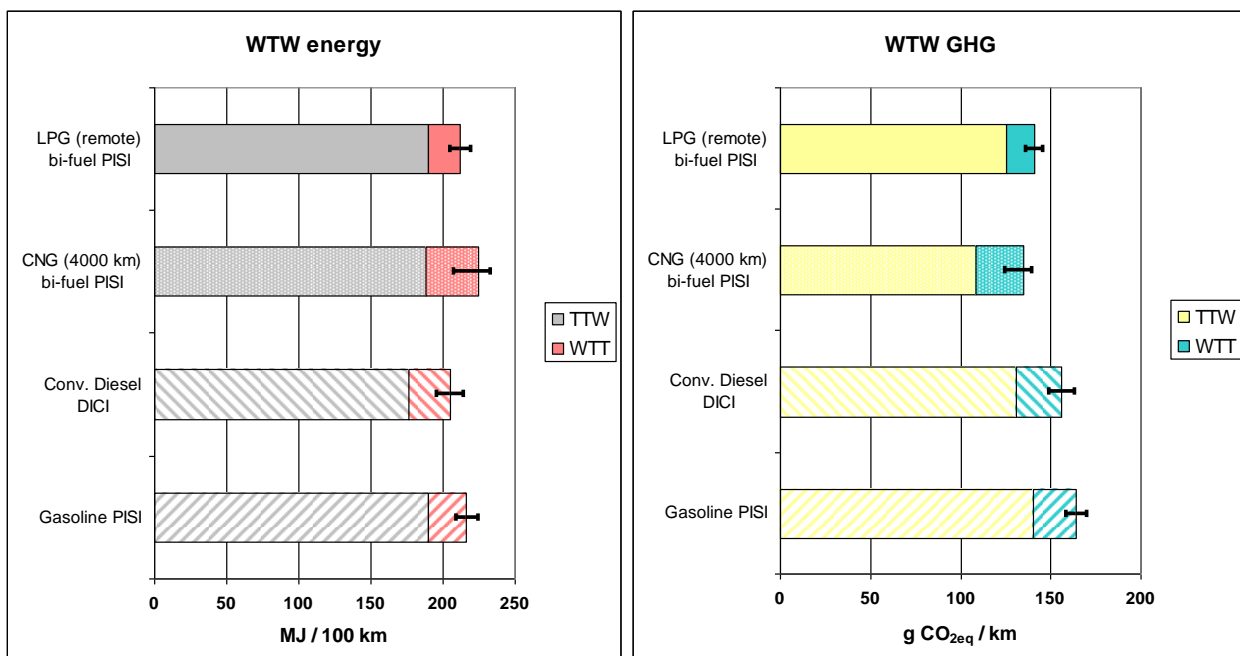 WTW energy
LPG (remote)
bi-fuel PISI
CNG (4000 km)
bi-fuel PISI
Conv. Diesel
DICI
Gasoline PISI
0 50 100 150 200 250
MJ / 100 km
TTW
WTT
WTW GHG
LPG (remote)
bi-fuel PISI
CNG (4000 km)
bi-fuel PISI
Conv. Diesel
DICI
Gasoline PISI
0 50 100 150 200
g CO2eq / km
TTW
WTT